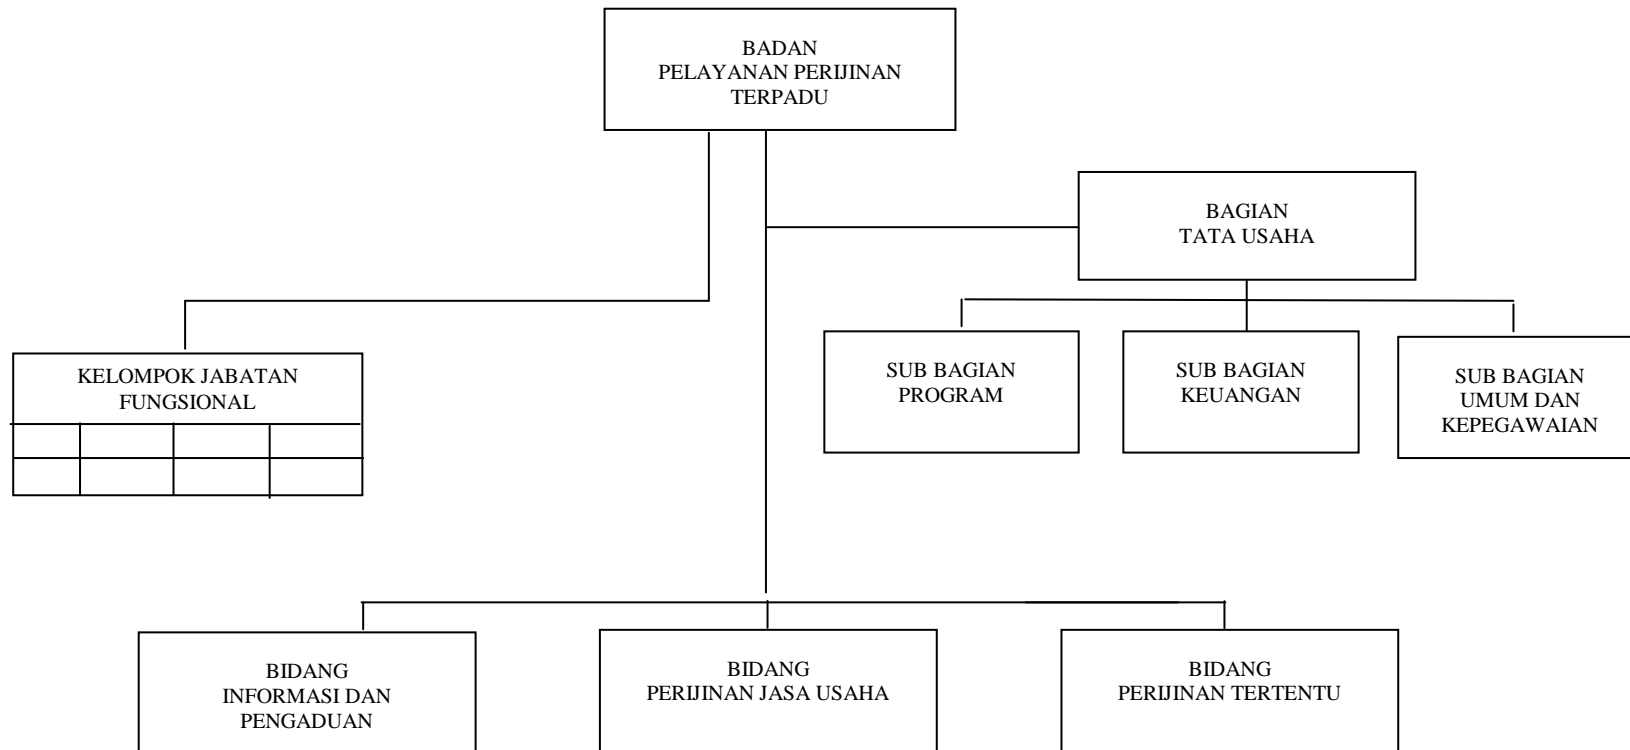 BADAN
PELAYANAN PERIJINAN
TERPADU
BAGIAN
TATA USAHA
KELOMPOK JABATAN
FUNGSIONAL
SUB BAGIAN
PROGRAM
SUB BAGIAN
KEUANGAN
SUB BAGIAN
UMUM DAN
KEPEGAWAIAN
BIDANG
INFORMASI DAN
PENGADUAN
BIDANG
PERIJINAN JASA USAHA
BIDANG
PERIJINAN TERTENTU